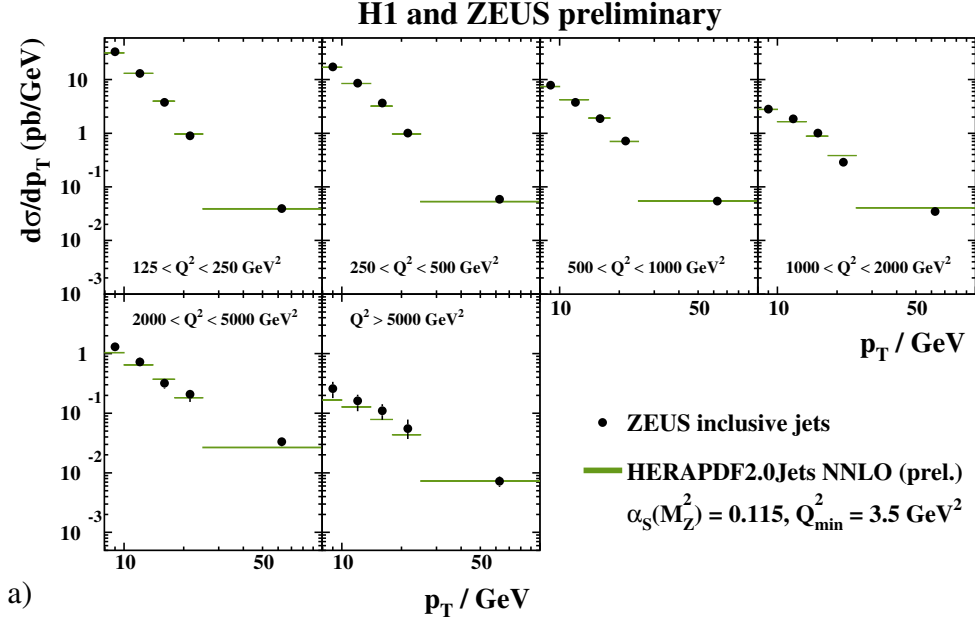 H1 and ZEUS preliminary
dσ/dp_T (pb/GeV)
10
1
10^-1
10^-2
10^-3
125 < Q² < 250 GeV²
250 < Q² < 500 GeV²
500 < Q² < 1000 GeV²
1000 < Q² < 2000 GeV²
10
50
10
50
p_T / GeV
10
1
10^-1
10^-2
10^-3
2000 < Q² < 5000 GeV²
Q² > 5000 GeV²
10
50
10
50
p_T / GeV
ZEUS inclusive jets
HERAPDF2.0Jets NNLO (prel.)
α_S(M_Z²) = 0.115, Q²_min = 3.5 GeV²
a)